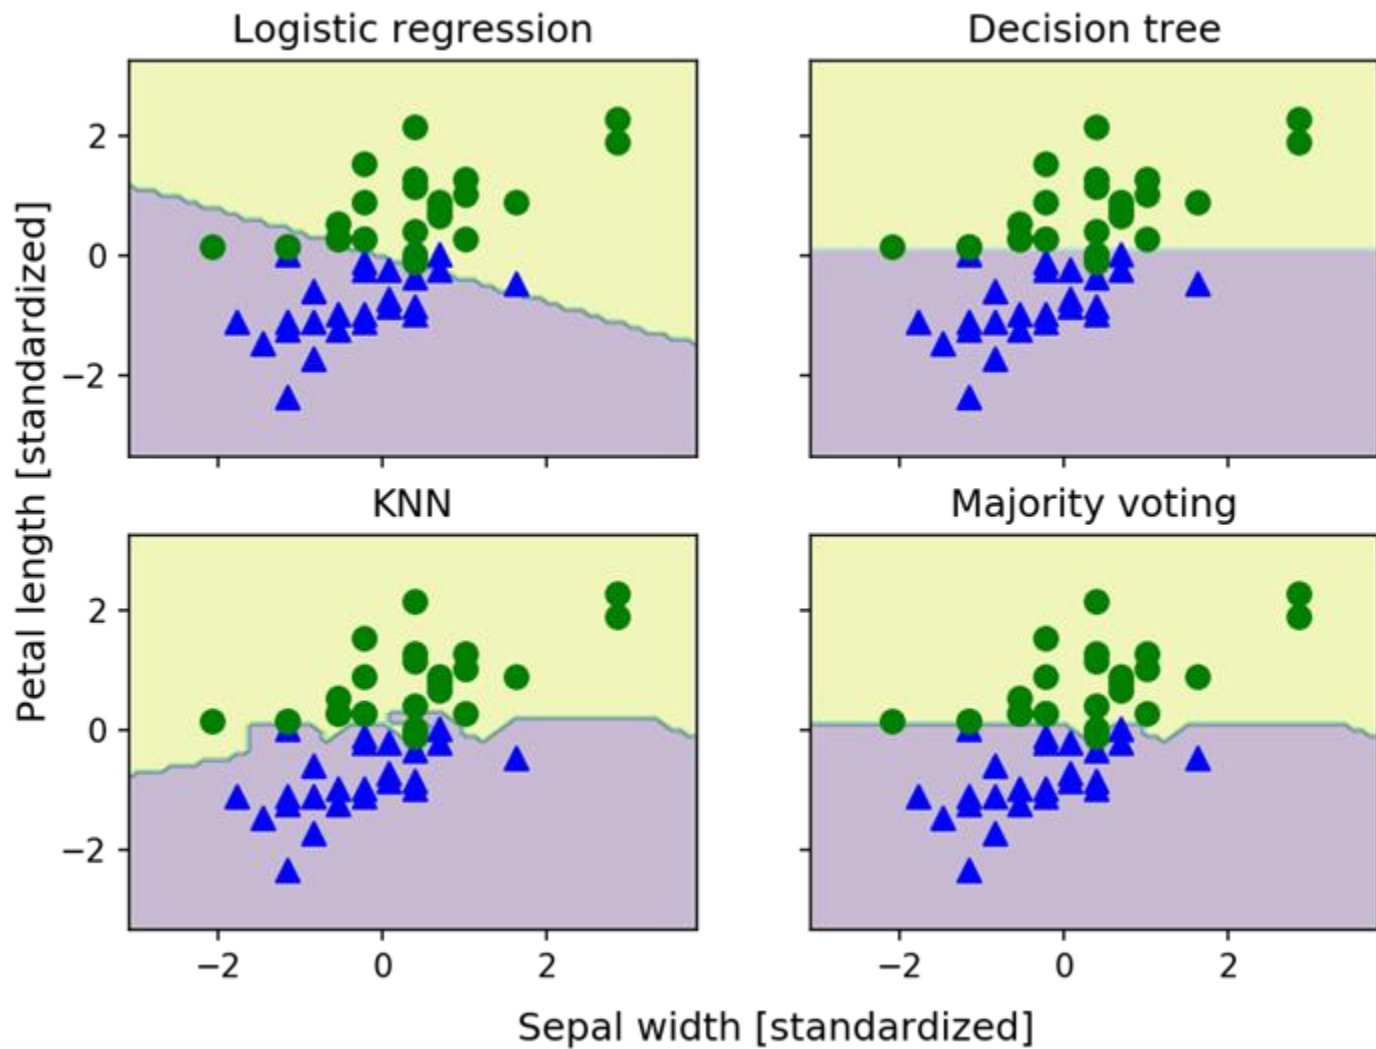 Logistic regression
Decision tree
2
0
−2
KNN
Majority voting
2
0
−2
−2 0 2
−2 0 2
Petal length [standardized]
Sepal width [standardized]